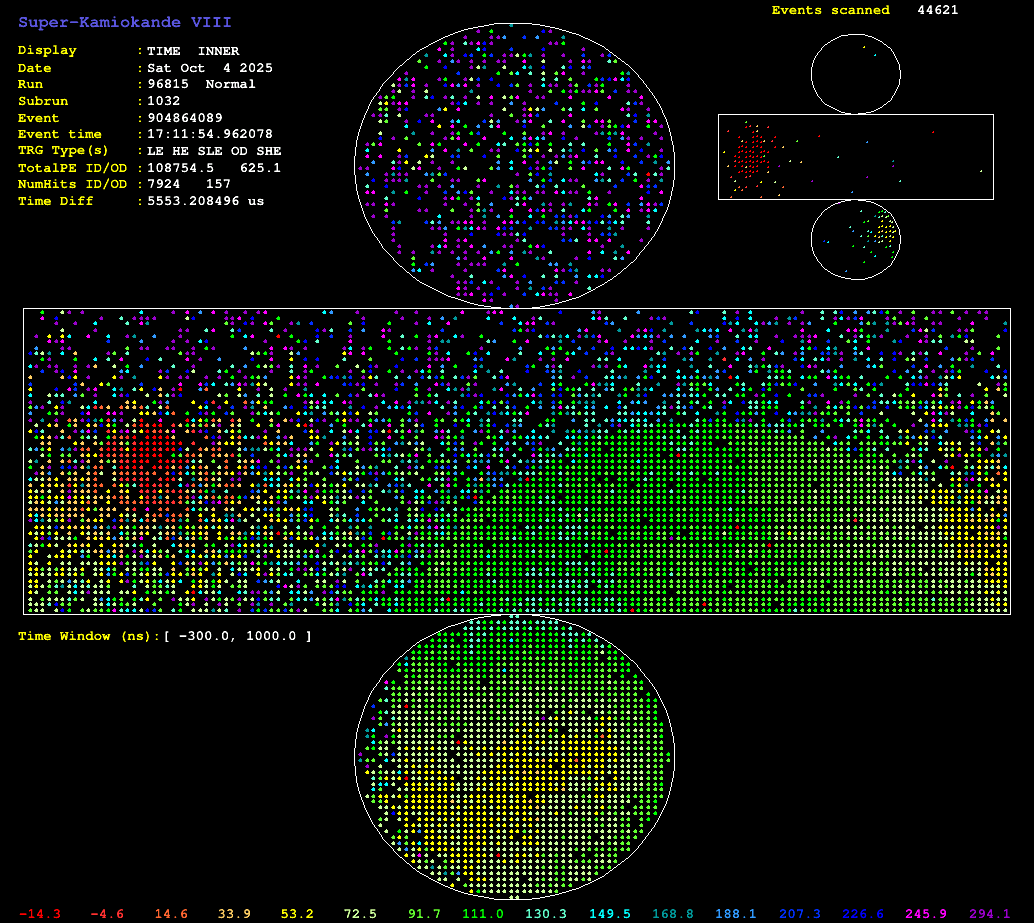 Super-Kamiokande VIII
Events scanned 44621
Display : TIME INNER
Date : Sat Oct 4 2025
Run : 96815 Normal
Subrun : 1032
Event : 904864089
Event time : 17:11:54.962078
TRG Type(s) : LE HE SLE OD SHE
TotalPE ID/OD : 108754.5 625.1
NumHits ID/OD : 7924 157
Time Diff : 5553.208496 us
Time Window (ns):[ -300.0, 1000.0 ]
-14.3 -4.6 14.6 33.9 53.2 72.5 91.7 111.0 130.3 149.5 168.8 188.1 207.3 226.6 245.9 294.1